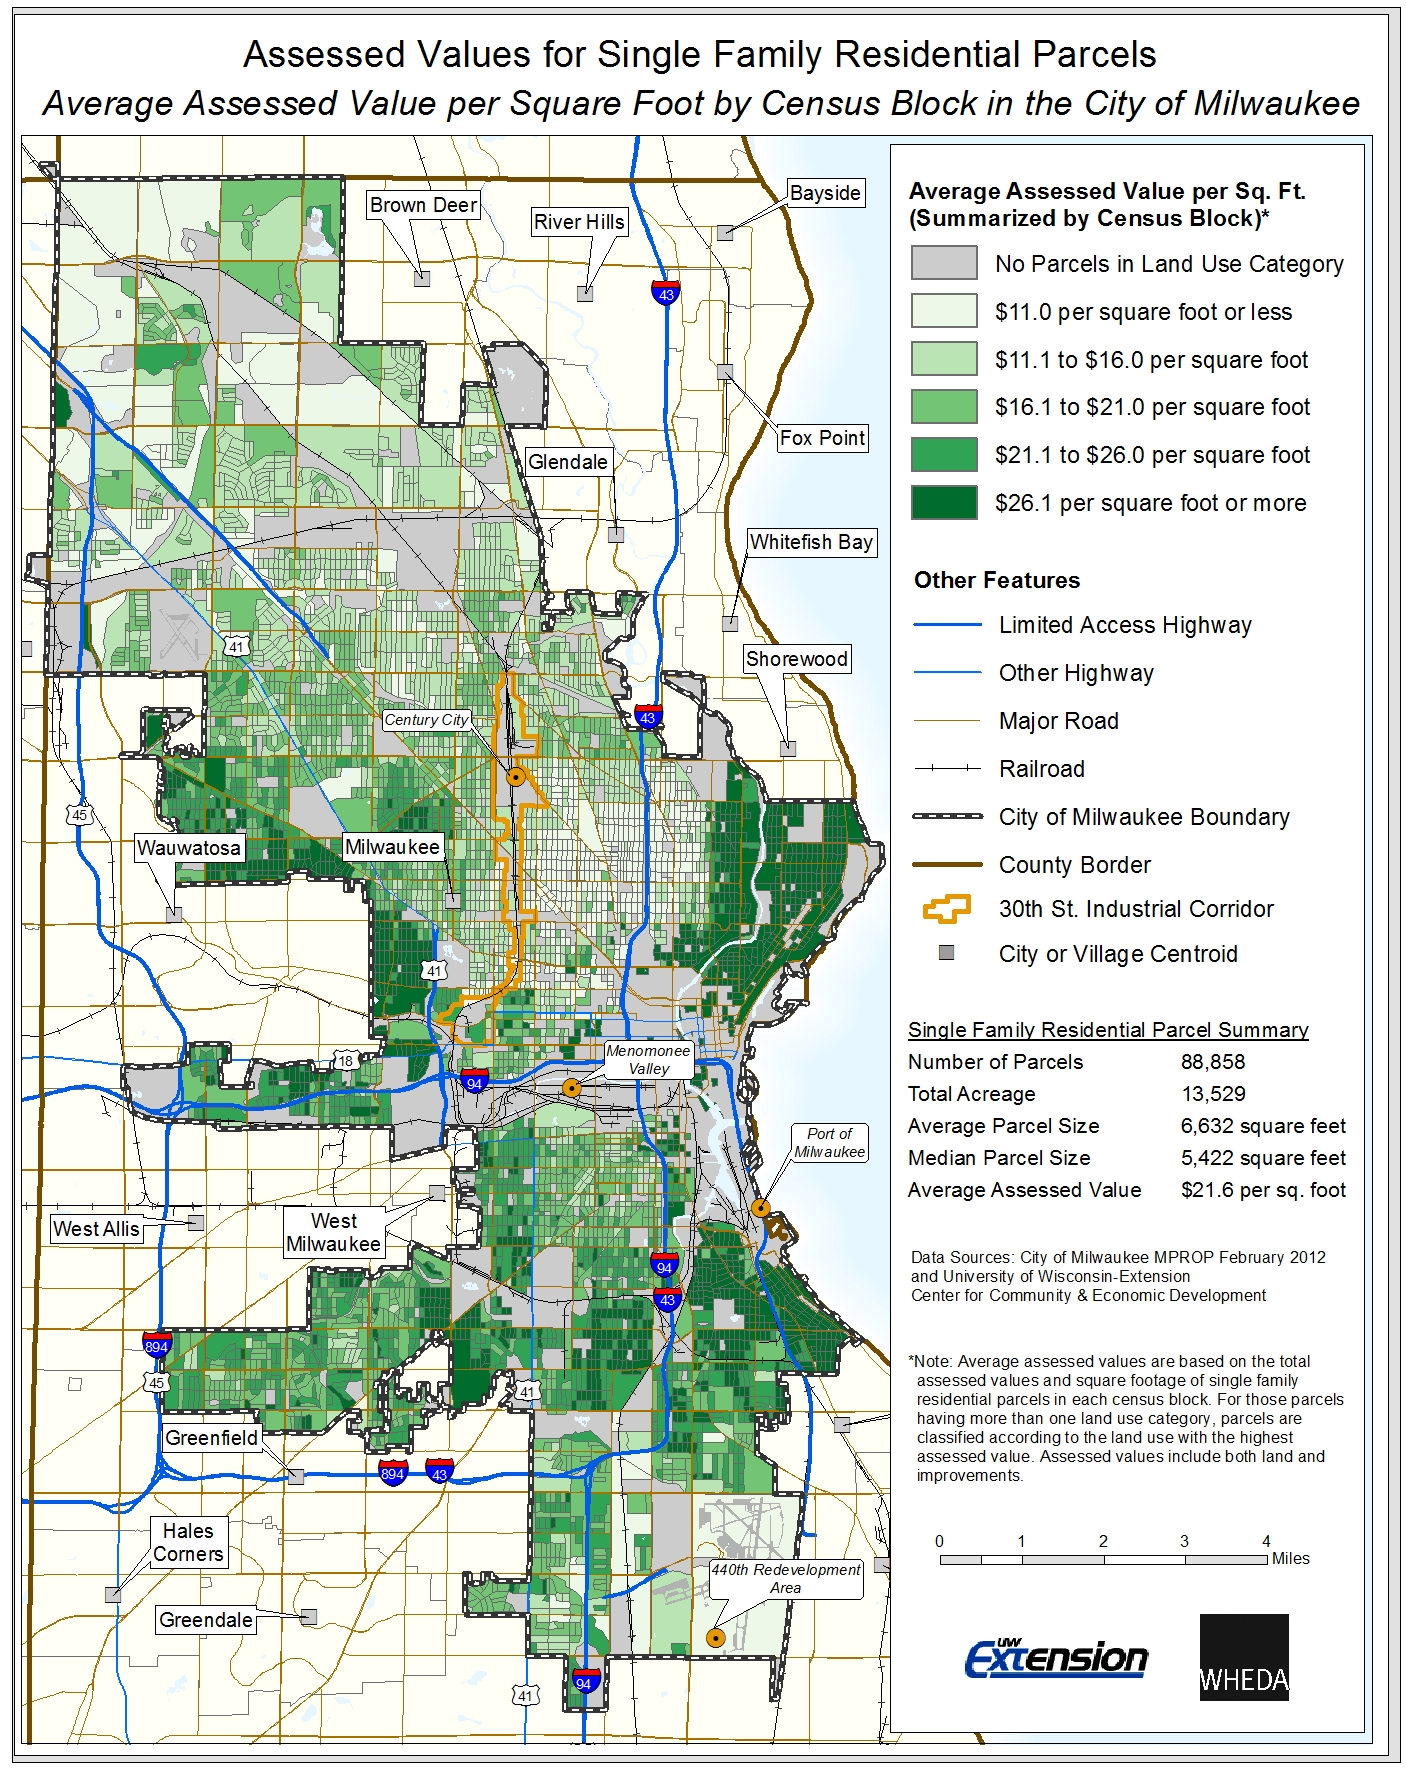 Assessed Values for Single Family Residential Parcels
Average Assessed Value per Square Foot by Census Block in the City of Milwaukee
Bayside
Brown Deer
River Hills
43
Fox Point
Glendale
Whitefish Bay
41
Shorewood
43
Century City
45
Wauwatosa
Milwaukee
41
18
Menomonee
Valley
94
Port of
Milwaukee
West Allis
West
Milwaukee
94
43
894
45
41
Greenfield
894
43
Hales
Corners
440th Redevelopment
Area
Greendale
94
41
Average Assessed Value per Sq. Ft.
(Summarized by Census Block)*
No Parcels in Land Use Category
$11.0 per square foot or less
$11.1 to $16.0 per square foot
$16.1 to $21.0 per square foot
$21.1 to $26.0 per square foot
$26.1 per square foot or more
Other Features
Limited Access Highway
Other Highway
Major Road
Railroad
City of Milwaukee Boundary
County Border
30th St. Industrial Corridor
City or Village Centroid
Single Family Residential Parcel Summary
Number of Parcels 88,858
Total Acreage 13,529
Average Parcel Size 6,632 square feet
Median Parcel Size 5,422 square feet
Average Assessed Value $21.6 per sq. foot
Data Sources: City of Milwaukee MPROP February 2012
and University of Wisconsin-Extension
Center for Community & Economic Development
*Note: Average assessed values are based on the total
assessed values and square footage of single family
residential parcels in each census block. For those parcels
having more than one land use category, parcels are
classified according to the land use with the highest
assessed value. Assessed values include both land and
improvements.
0 1 2 3 4
Miles
UW
Extension
WHEDA